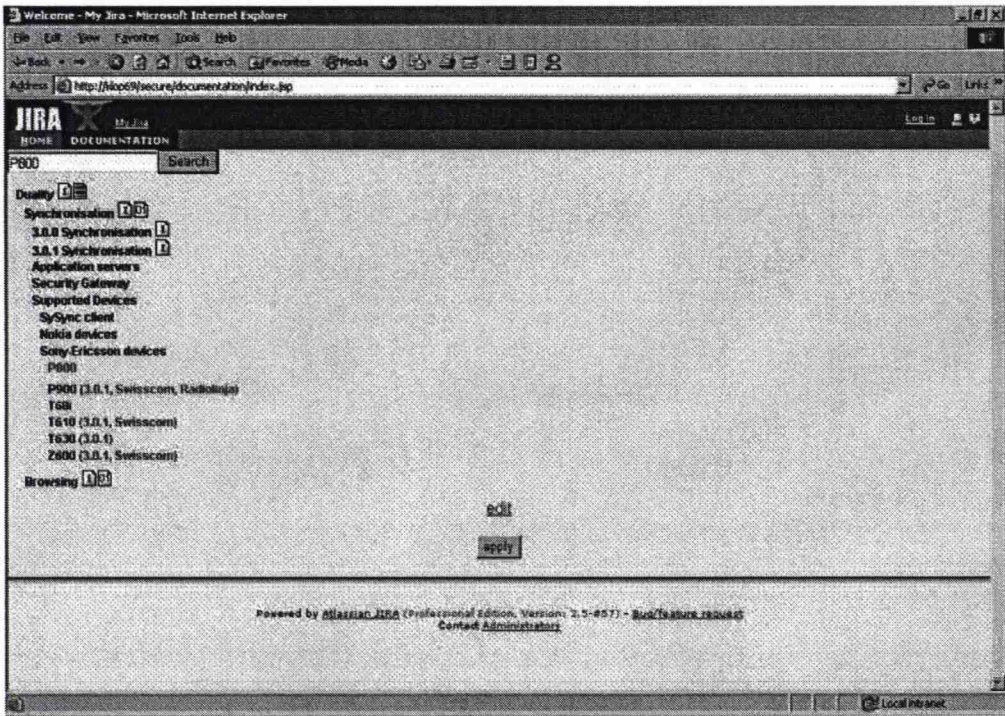 Welcome - My Jira - Microsoft Internet Explorer
File Edit View Favorites Tools Help
Back Search Favorites Media
Address http://klop69/secure/documentation/index.jsp Go Links
JIRA My Jira Log in
HOME DOCUMENTATION
P800 Search
Duality
Synchronisation
3.0.0 Synchronisation
3.0.1 Synchronisation
Application servers
Security Gateway
Supported Devices
SySync client
Nokia devices
Sony-Ericsson devices
P800
P900 (3.0.1, Swisscom, Radiolinja)
T68i
T610 (3.0.1, Swisscom)
T630 (3.0.1)
Z600 (3.0.1, Swisscom)
Browsing
edit
apply
Powered by Atlassian JIRA (Professional Edition, Version: 2.5-#57) - Bug/feature request
Contact Administrators
Local intranet